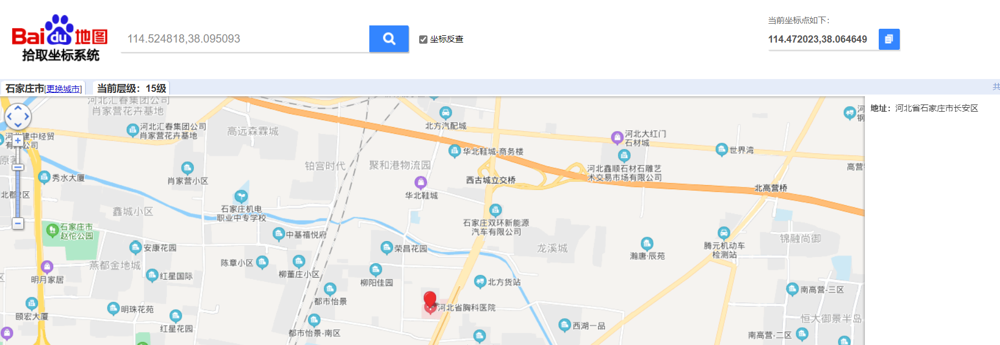 Bai du 地图
拾取坐标系统
114.524818,38.095093
坐标反查
当前坐标点如下:
114.472023,38.064649
石家庄市[更换城市]
当前层级：15级
共
地址：河北省石家庄市长安区
河北汇春集团公司
肖家营花卉基地
河北汇春集团公司
肖家营花卉基地
高远森霖城
北方汽配城
河北大红门
石材城
河
钢
河北建中经贸
有限公司
华北鞋城-商务楼
世界湾
铂宫时代
聚和港物流园
河北鑫顺石材石雕艺
术交易市场有限公司
高营
秀水大厦
肖家营小区
西古城立交桥
华北鞋城
北高营桥
石家庄机电
职业中专学校
鑫城小区
石家庄市
赵佗公园
石家庄双环新能源
汽车有限公司
中基禧悦府
安康花园
荣昌花园
龙溪城
瀚唐·辰苑
腾元机动车
检测站
锦融尚御
燕都金地城
陈章小区
柳董庄小区
明月家居
红星国际
柳阳佳园
北方货站
南高营-三区
都市怡景
河北省胸科医院
颐宏大厦
明珠花苑
红星花园
都市怡景-南区
西湖一品
恒大御景半岛
南高营-二区